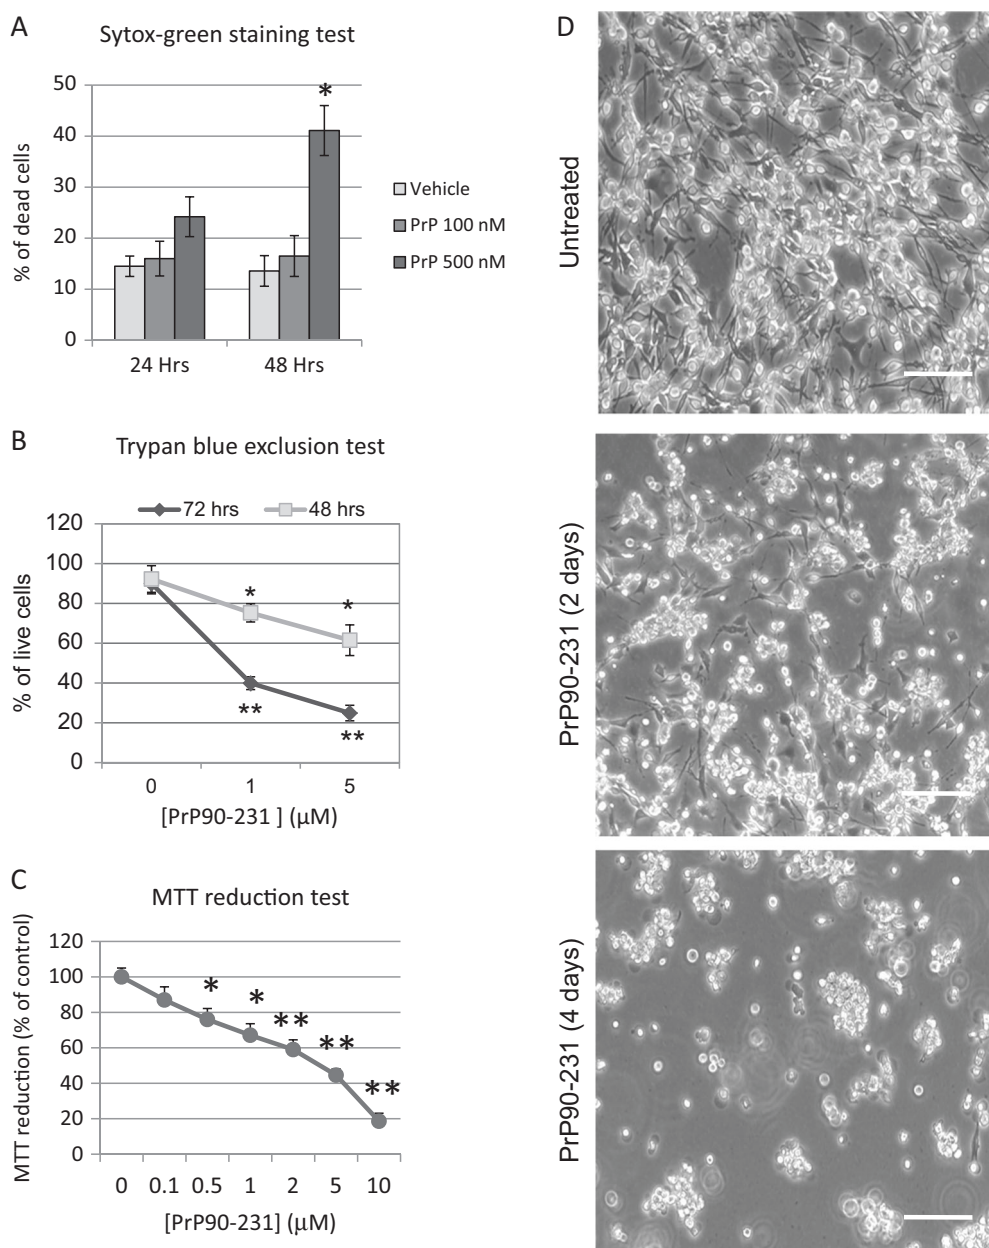 A
Sytox-green staining test
% of dead cells
50
40
30
20
10
0
*
24 Hrs
48 Hrs
Vehicle
PrP 100 nM
PrP 500 nM
B
Trypan blue exclusion test
72 hrs
48 hrs
% of live cells
120
100
80
60
40
20
0
*
*
**
**
0
1
5
[PrP90-231 ] (μM)
C
MTT reduction test
MTT reduction (% of control)
120
100
80
60
40
20
0
*
*
**
**
**
0
0.1
0.5
1
2
5
10
[PrP90-231] (μM)
D
Untreated
PrP90-231 (2 days)
PrP90-231 (4 days)